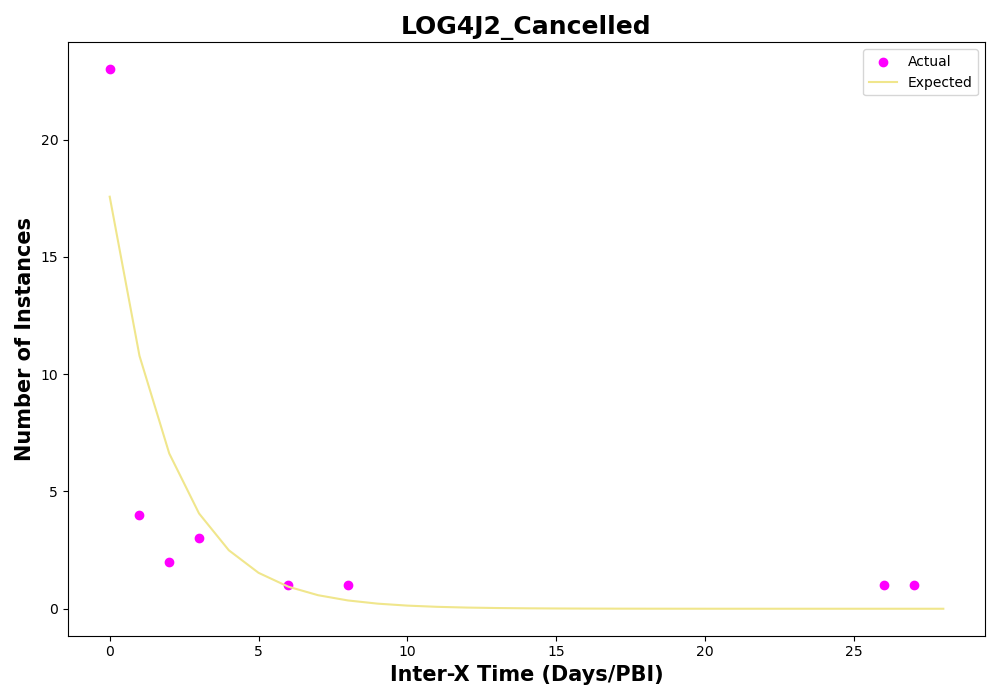 LOG4J2_Cancelled
Actual
Expected
Number of Instances
20
15
10
5
0
0 5 10 15 20 25
Inter-X Time (Days/PBI)